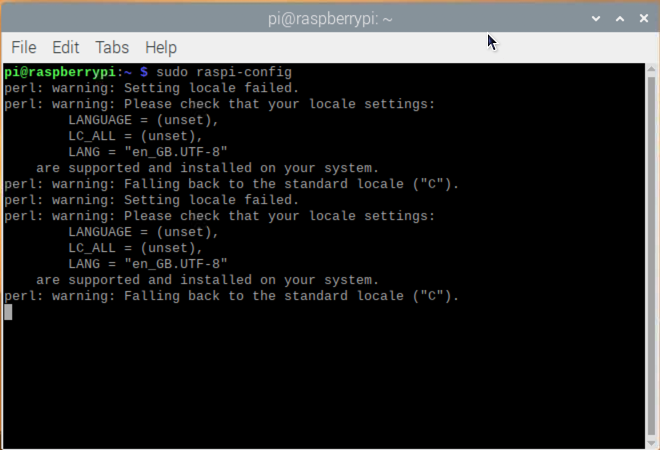 pi@raspberrypi: ~
File Edit Tabs Help
pi@raspberrypi:~ $ sudo raspi-config
perl: warning: Setting locale failed.
perl: warning: Please check that your locale settings:
        LANGUAGE = (unset),
        LC_ALL = (unset),
        LANG = "en_GB.UTF-8"
    are supported and installed on your system.
perl: warning: Falling back to the standard locale ("C").
perl: warning: Setting locale failed.
perl: warning: Please check that your locale settings:
        LANGUAGE = (unset),
        LC_ALL = (unset),
        LANG = "en_GB.UTF-8"
    are supported and installed on your system.
perl: warning: Falling back to the standard locale ("C").